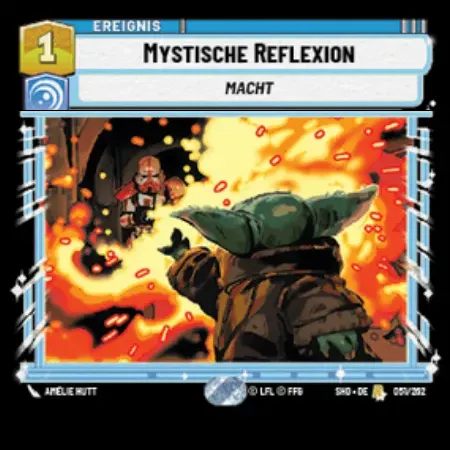 EREIGNIS
1
MYSTISCHE REFLEXION
MACHT
AMÉLIE HUTT
© LFL © FFG
SHD • DE
051/262